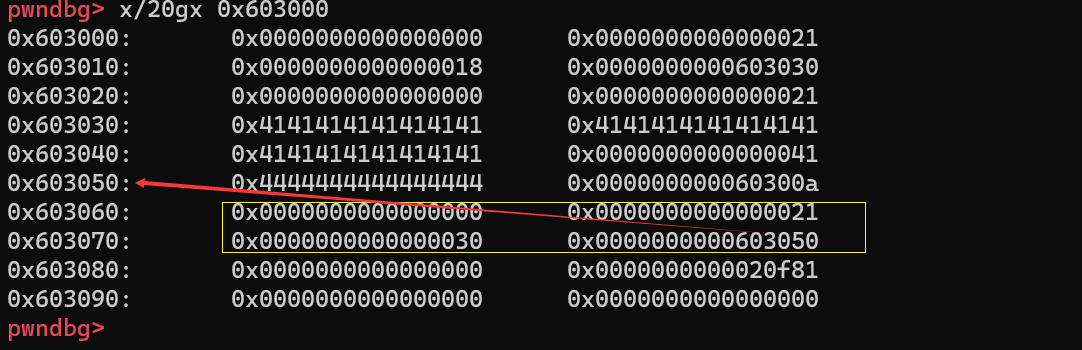 pwndbg> x/20gx 0x603000
0x603000: 0x0000000000000000 0x0000000000000021
0x603010: 0x0000000000000018 0x0000000000603030
0x603020: 0x0000000000000000 0x0000000000000021
0x603030: 0x4141414141414141 0x4141414141414141
0x603040: 0x4141414141414141 0x0000000000000041
0x603050: 0x4444444444444444 0x000000000060300a
0x603060: 0x0000000000000000 0x0000000000000021
0x603070: 0x0000000000000030 0x0000000000603050
0x603080: 0x0000000000000000 0x0000000000020f81
0x603090: 0x0000000000000000 0x0000000000000000
pwndbg>